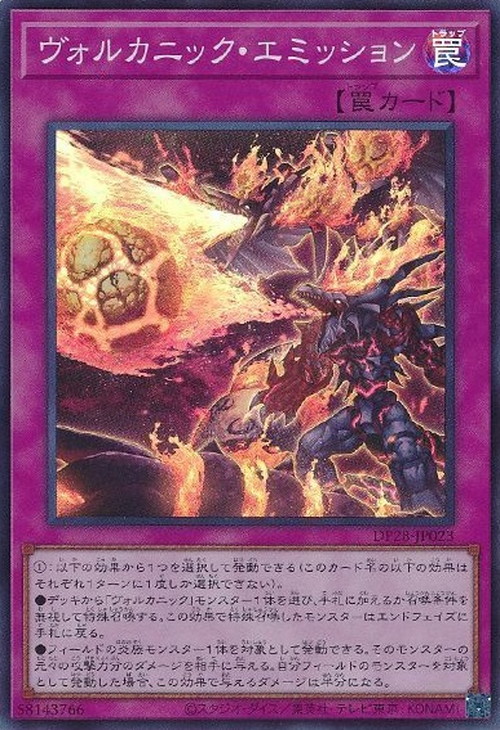 ヴォルカニック・エミッション
罠
トラップ
【罠カード】
トラップ
DP28-JP023
①:以下の効果から1つを選択して発動できる(このカード名の以下の効果は
それぞれ1ターンに1度しか選択できない)。
●デッキから「ヴォルカニック」モンスター1体を選び、手札に加えるか召喚条件を
無視して特殊召喚する。この効果で特殊召喚したモンスターはエンドフェイズに
手札に戻る。
●フィールドの炎族モンスター1体を対象として発動できる。そのモンスターの
元々の攻撃力分のダメージを相手に与える。自分フィールドのモンスターを対象
として発動した場合、この効果で与えるダメージは半分になる。
58143766
©スタジオ・ダイス/集英社・テレビ東京・KONAMI